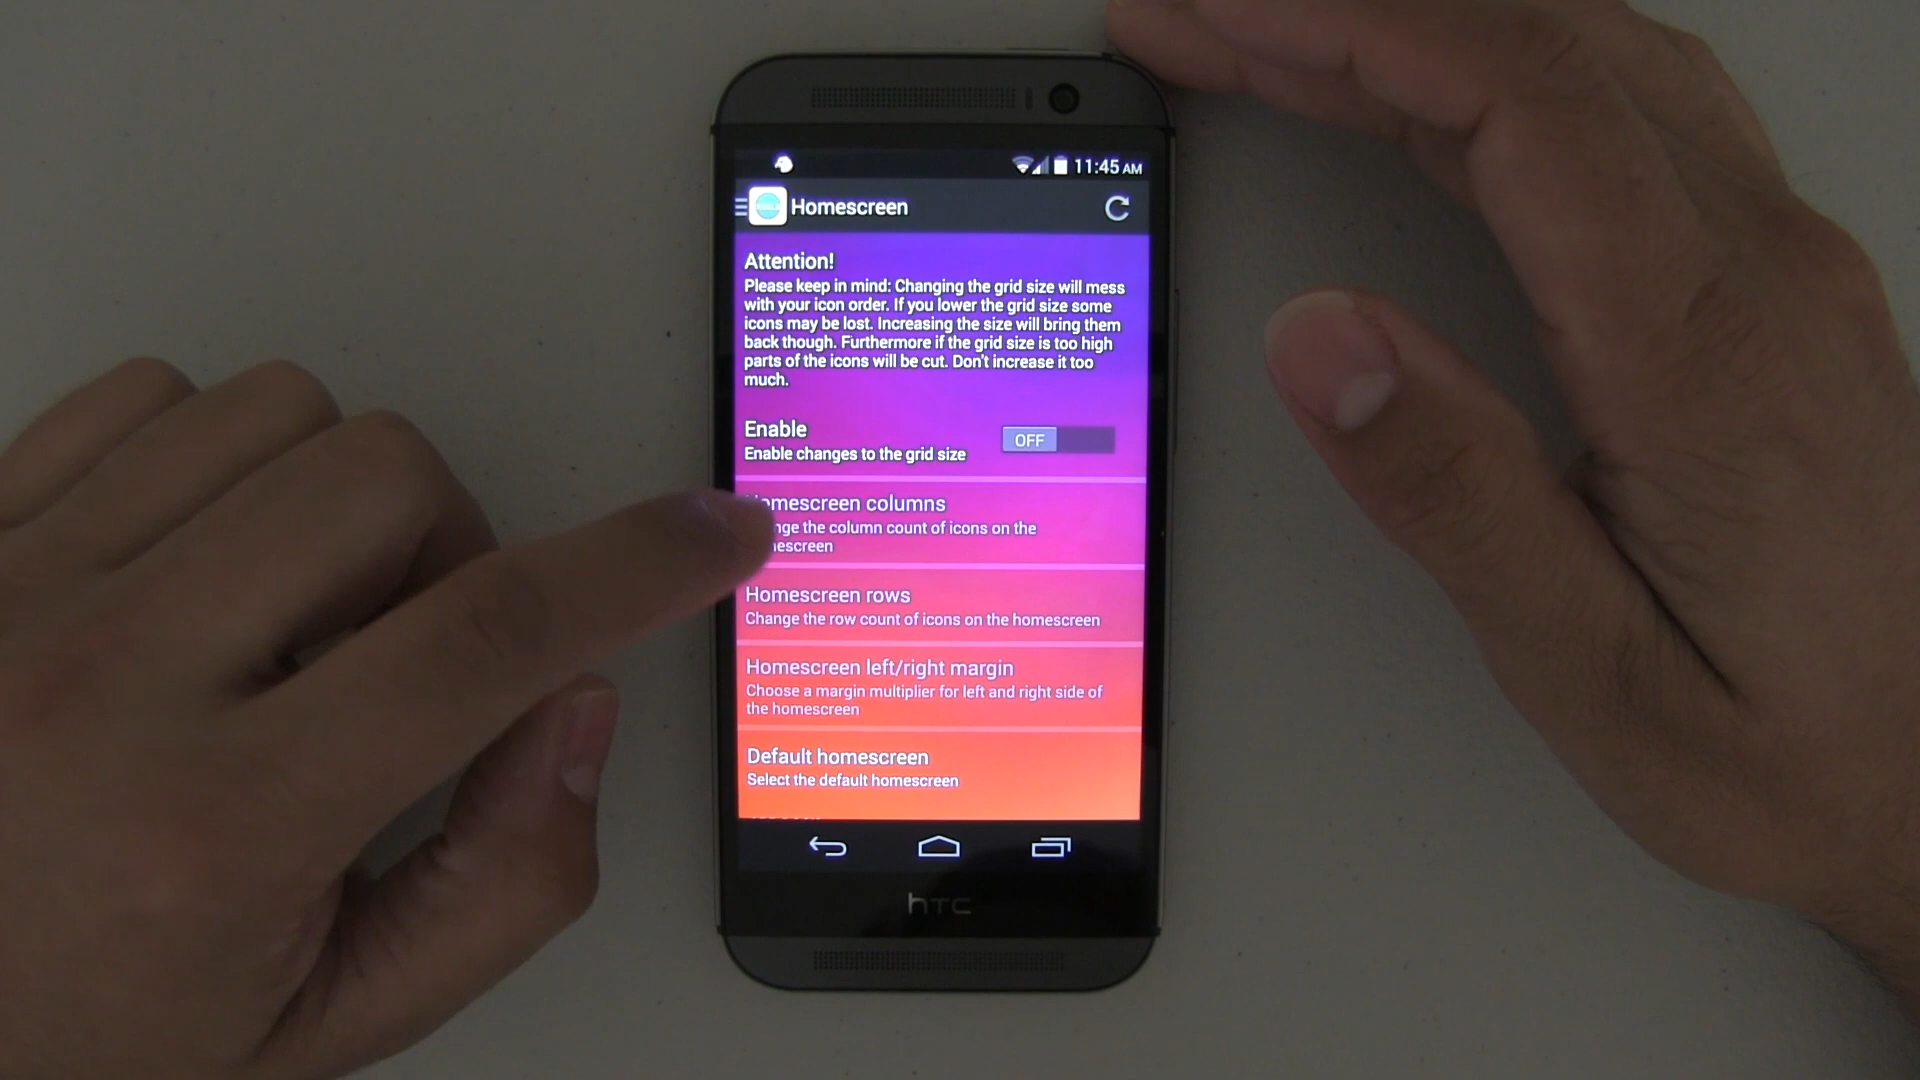 11:45 AM
Homescreen
Attention!
Please keep in mind: Changing the grid size will mess
with your icon order. If you lower the grid size some
icons may be lost. Increasing the size will bring them
back though. Furthermore if the grid size is too high
parts of the icons will be cut. Don't increase it too
much.
Enable
OFF
Enable changes to the grid size
columns
the column count of icons on the
Homescreen rows
Change the row count of icons on the homescreen
Homescreen left/right margin
Choose a margin multiplier for left and right side of
the homescreen
Default homescreen
Select the default homescreen
hTC